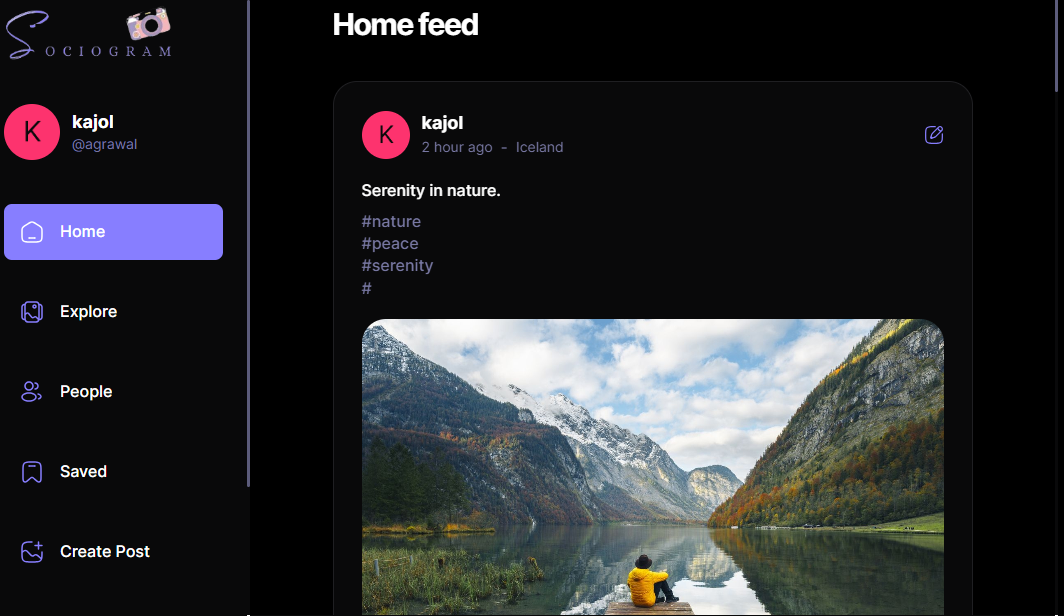 SOCIOGRAM
K
kajol
@agrawal
Home
Explore
People
Saved
Create Post
Home feed
K
kajol
2 hour ago - Iceland
Serenity in nature.
#nature
#peace
#serenity
#